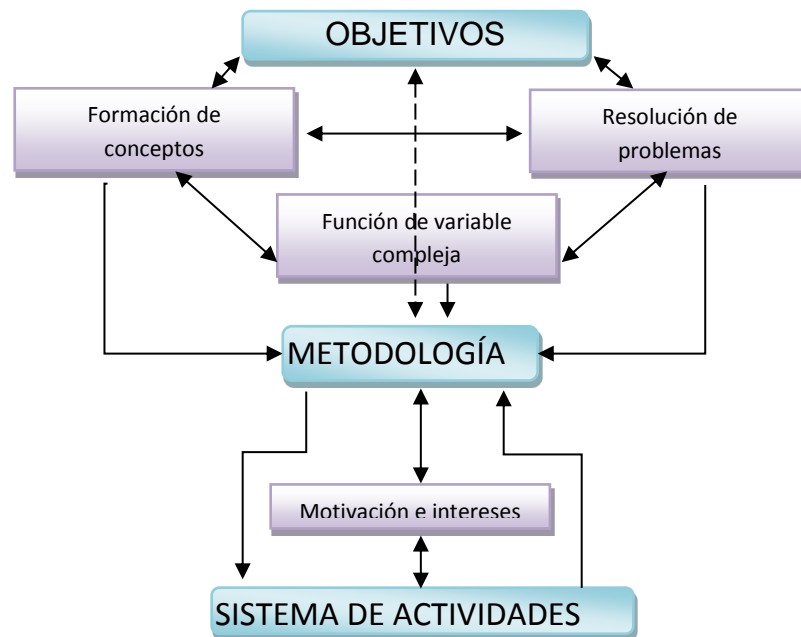 OBJETIVOS
Formación de
conceptos
Resolución de
problemas
Función de variable
compleja
METODOLOGÍA
Motivación e intereses
SISTEMA DE ACTIVIDADES